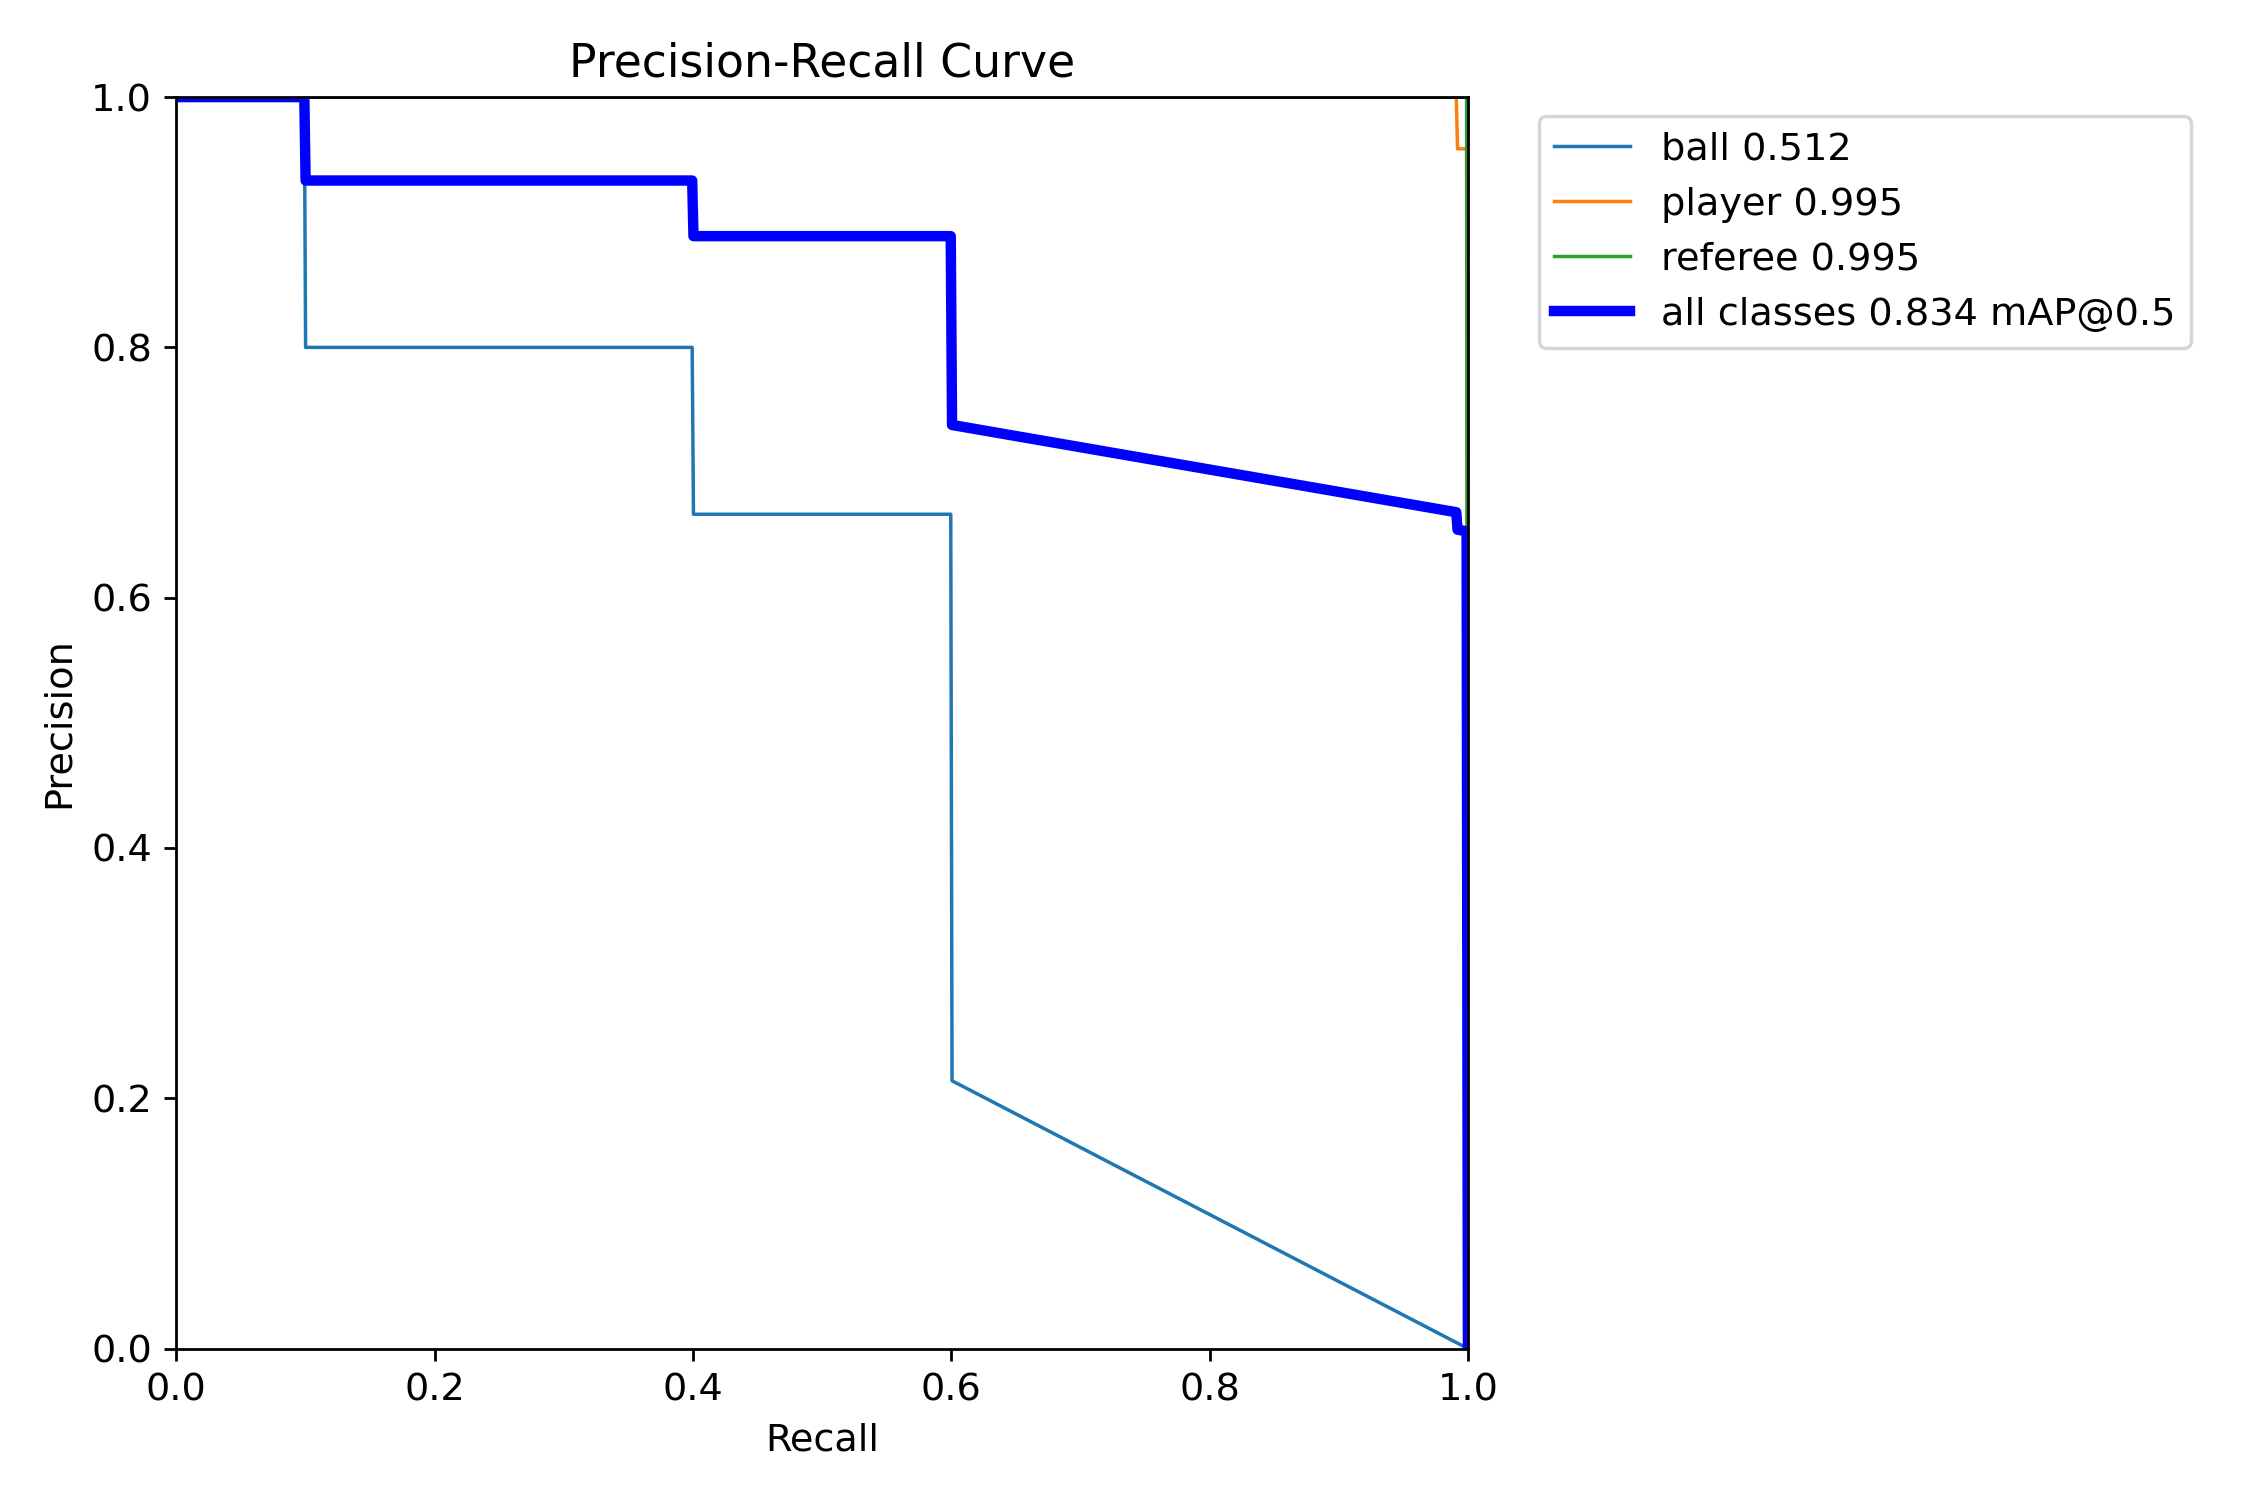 Precision-Recall Curve
1.0
0.8
0.6
0.4
0.2
0.0
Precision
0.0 0.2 0.4 0.6 0.8 1.0
Recall
ball 0.512
player 0.995
referee 0.995
all classes 0.834 mAP@0.5